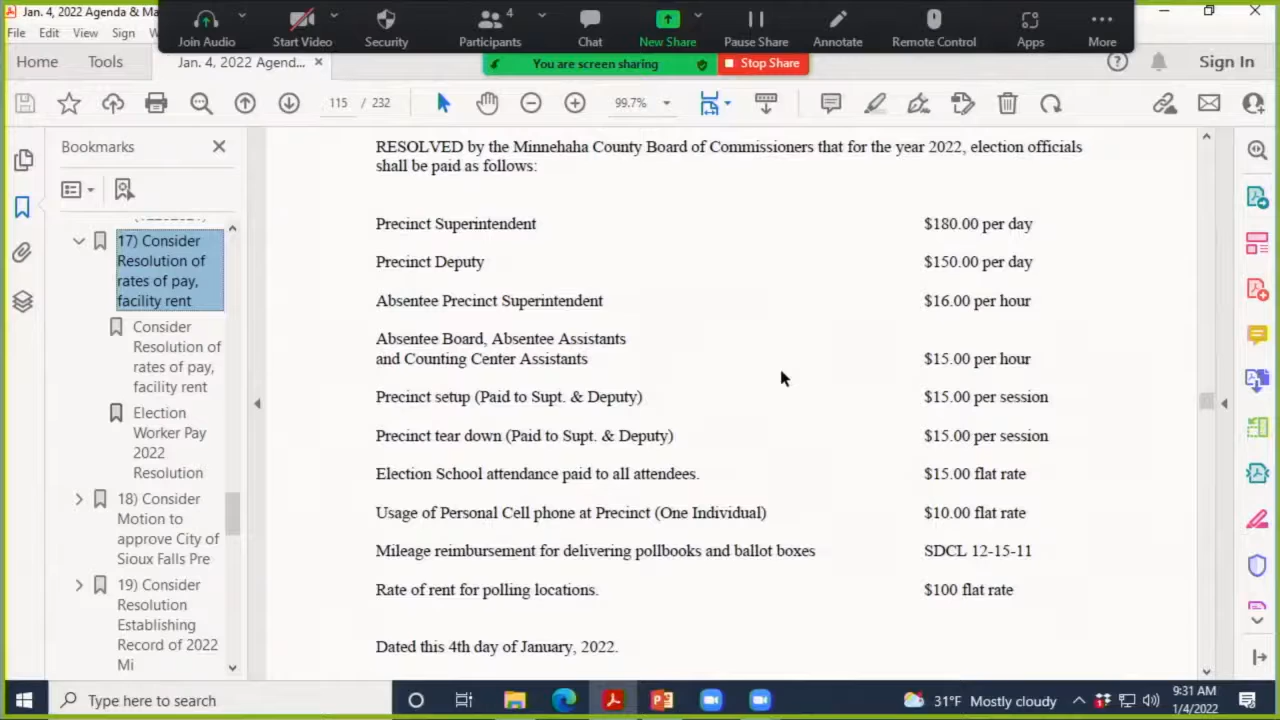 Jan. 4, 2022 Agenda & Ma
Join Audio
Start Video
Security
4
Participants
Chat
New Share
Pause Share
Annotate
Remote Control
Apps
More
File Edit View Sign
You are screen sharing
Stop Share
Home
Tools
Jan. 4, 2022 Agend...
Sign In
115 / 232
99.7%
Bookmarks
17) Consider
Resolution of
rates of pay,
facility rent
Consider
Resolution of
rates of pay,
facility rent
Election
Worker Pay
2022
Resolution
18) Consider
Motion to
approve City of
Sioux Falls Pre
19) Consider
Resolution
Establishing
Record of 2022
Mi
RESOLVED by the Minnehaha County Board of Commissioners that for the year 2022, election officials
shall be paid as follows:
Precinct Superintendent $180.00 per day
Precinct Deputy $150.00 per day
Absentee Precinct Superintendent $16.00 per hour
Absentee Board, Absentee Assistants
and Counting Center Assistants $15.00 per hour
Precinct setup (Paid to Supt. & Deputy) $15.00 per session
Precinct tear down (Paid to Supt. & Deputy) $15.00 per session
Election School attendance paid to all attendees. $15.00 flat rate
Usage of Personal Cell phone at Precinct (One Individual) $10.00 flat rate
Mileage reimbursement for delivering pollbooks and ballot boxes SDCL 12-15-11
Rate of rent for polling locations. $100 flat rate
Dated this 4th day of January, 2022.
Type here to search
31°F Mostly cloudy
9:31 AM
1/4/2022